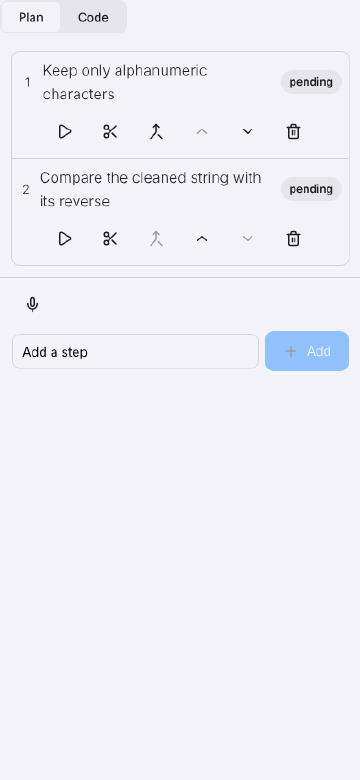 Plan
Code
1
Keep only alphanumeric
characters
pending
2
Compare the cleaned string with
its reverse
pending
Add a step
Add